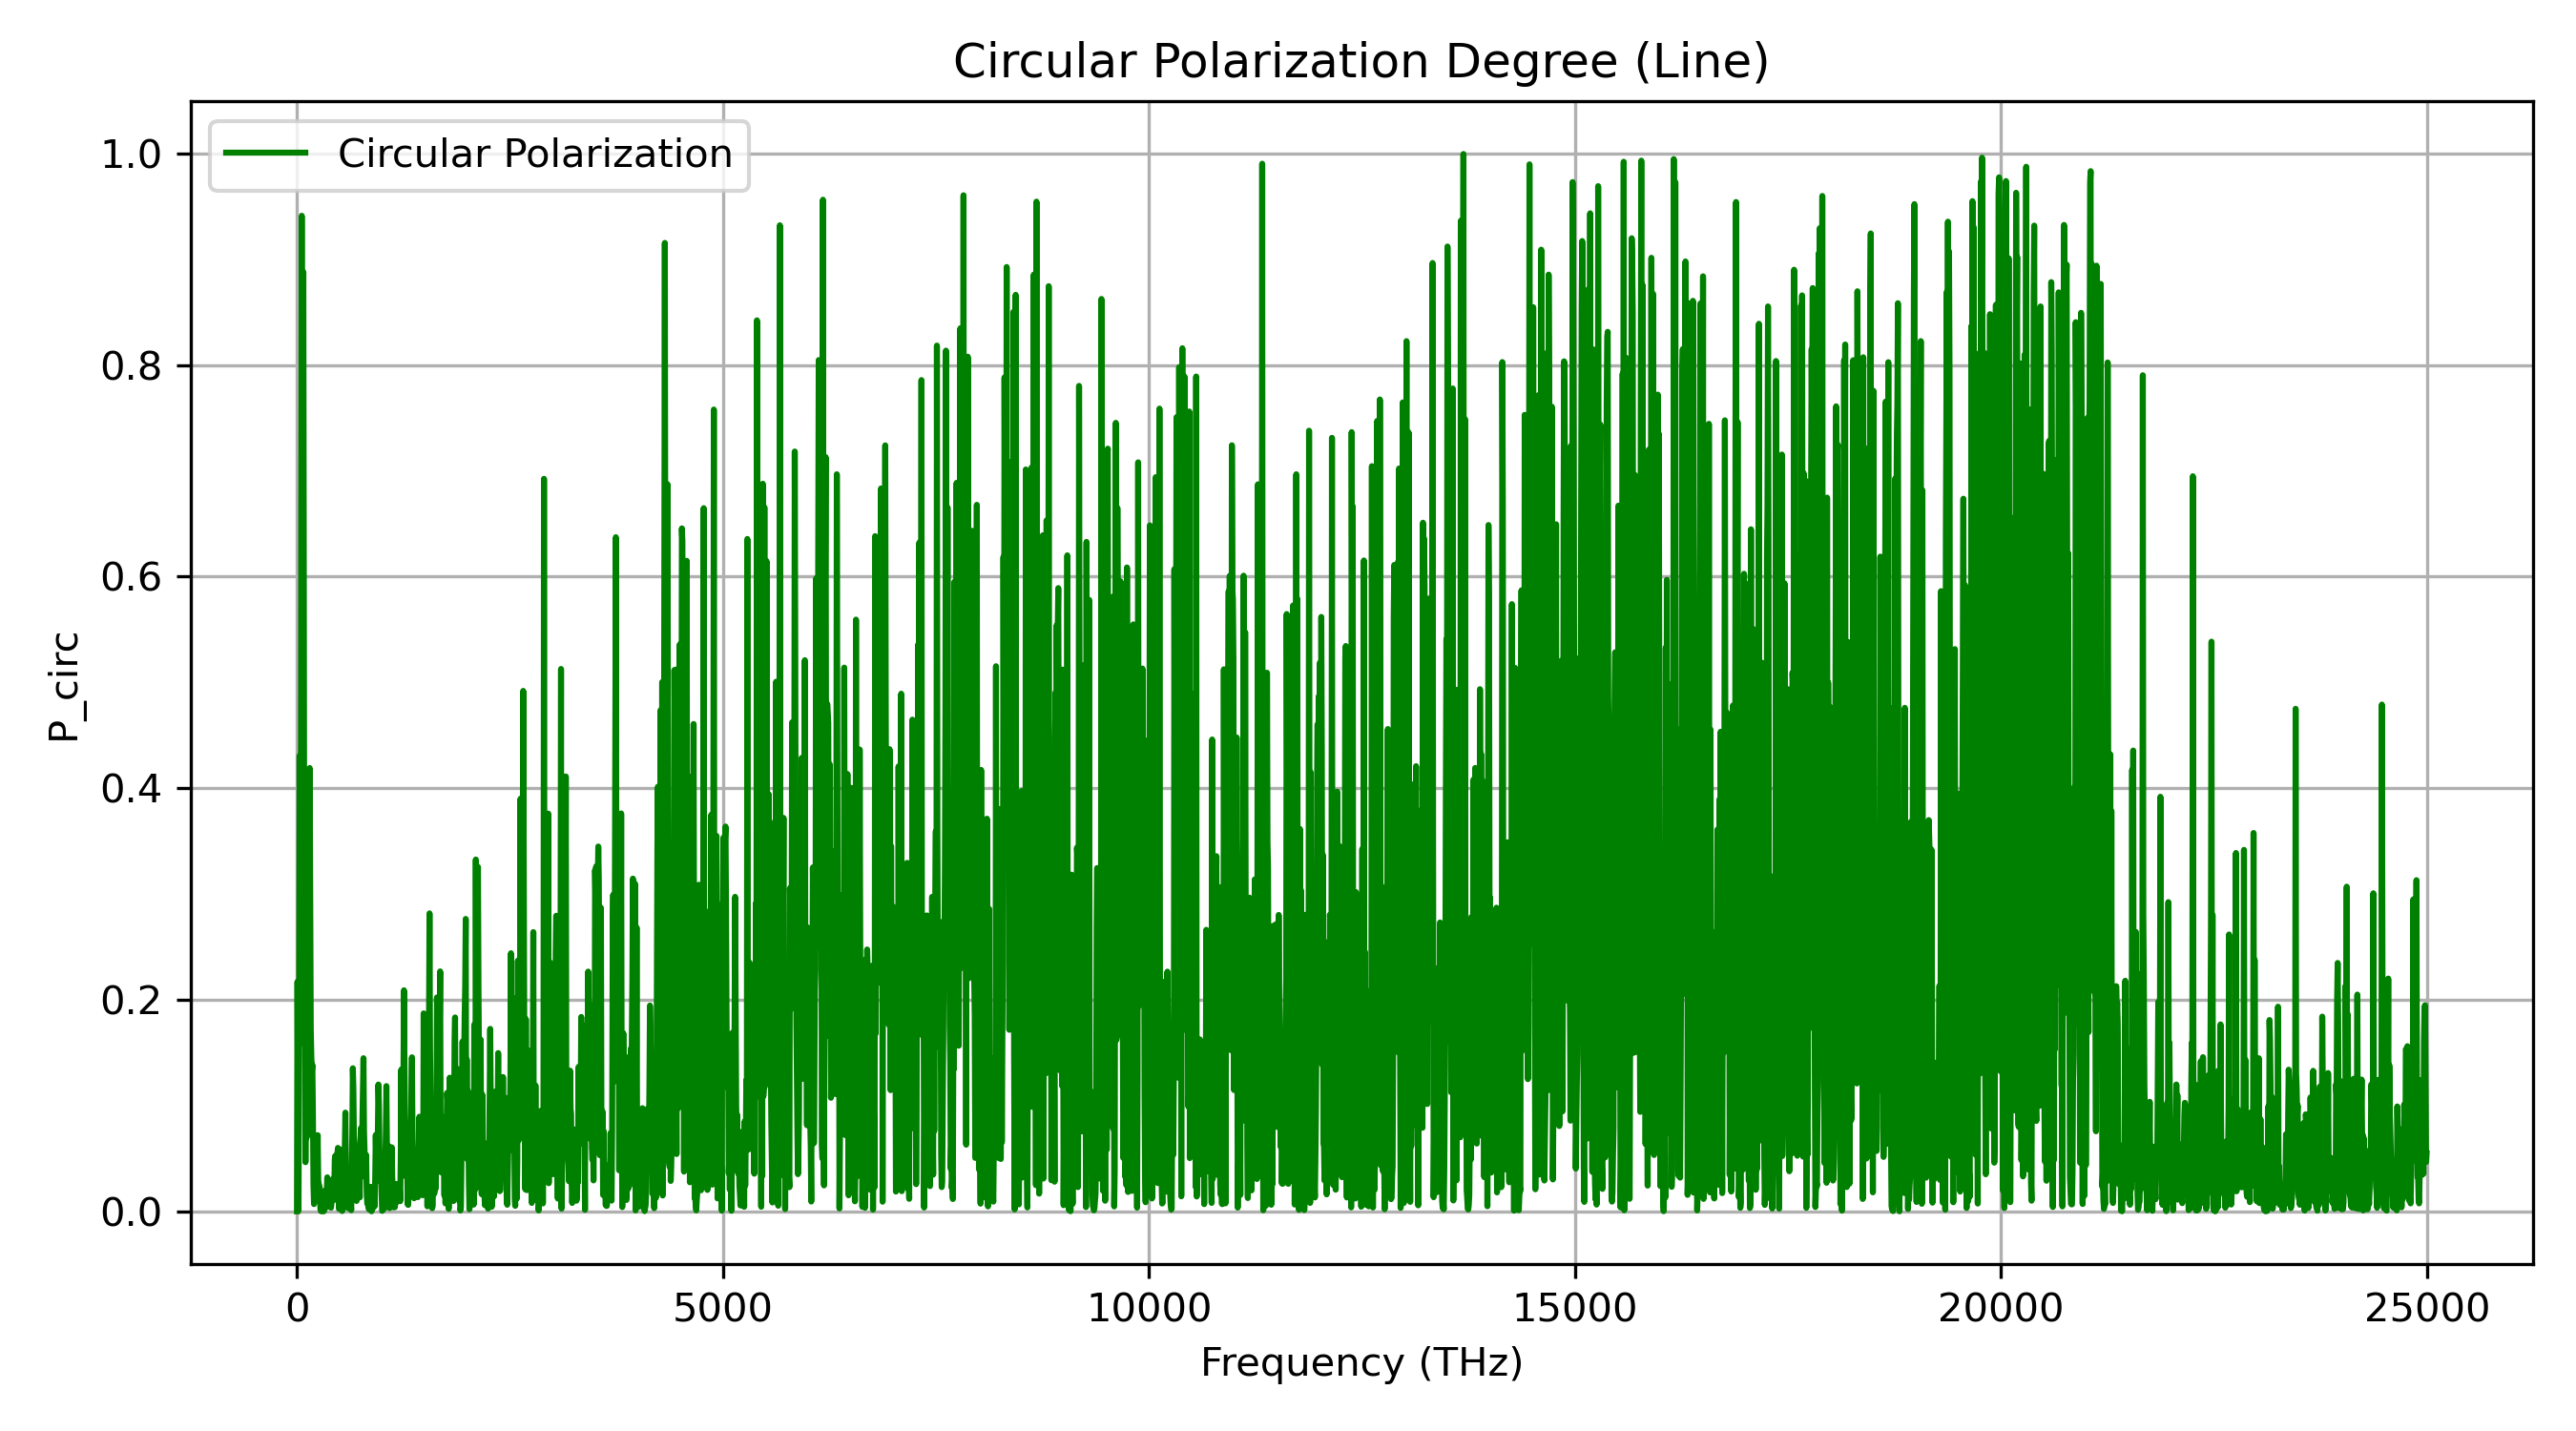 Circular Polarization Degree (Line)
Circular Polarization
1.0
0.8
0.6
0.4
0.2
0.0
P_circ
0 5000 10000 15000 20000 25000
Frequency (THz)